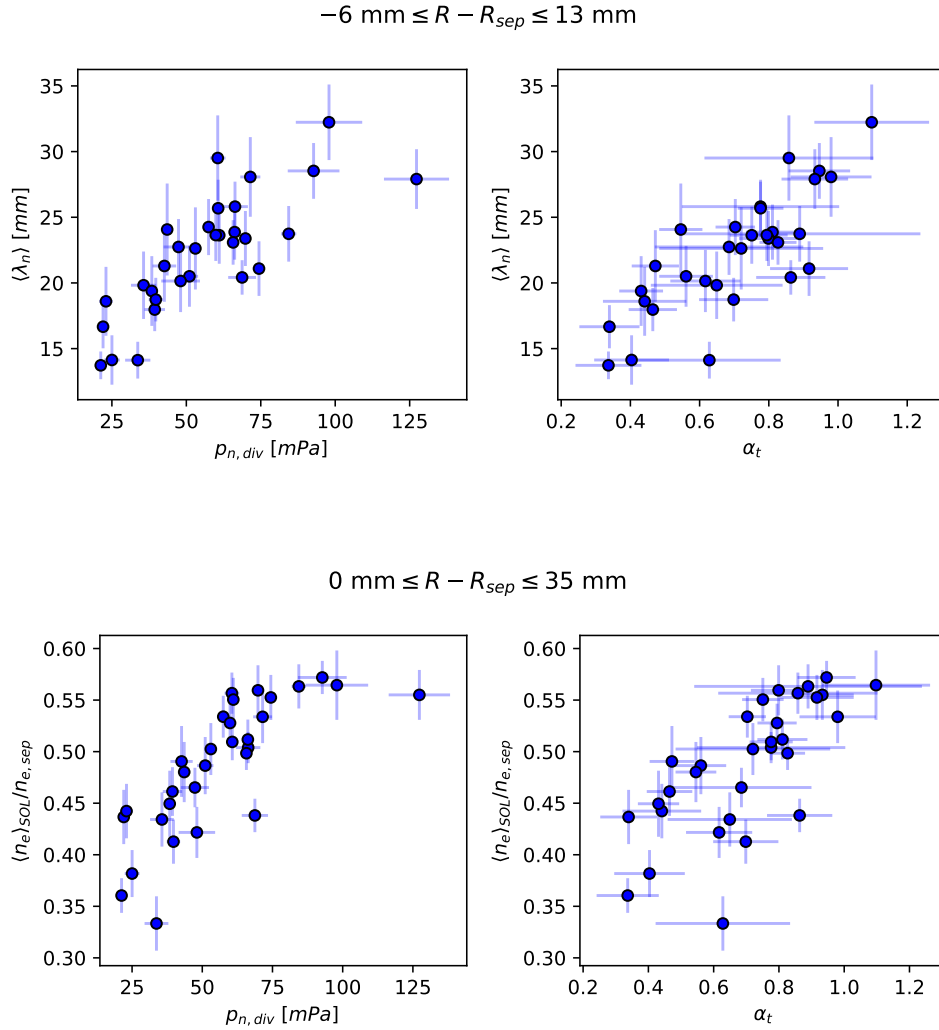 −6 mm ≤ R − R_sep ≤ 13 mm
35
30
25
20
15
⟨λ_n⟩ [mm]
25 50 75 100 125
p_{n,div} [mPa]
35
30
25
20
15
⟨λ_n⟩ [mm]
0.2 0.4 0.6 0.8 1.0 1.2
α_t
0 mm ≤ R − R_sep ≤ 35 mm
0.60
0.55
0.50
0.45
0.40
0.35
0.30
⟨n_e⟩_SOL/n_{e,sep}
25 50 75 100 125
p_{n,div} [mPa]
0.60
0.55
0.50
0.45
0.40
0.35
0.30
⟨n_e⟩_SOL/n_{e,sep}
0.2 0.4 0.6 0.8 1.0 1.2
α_t